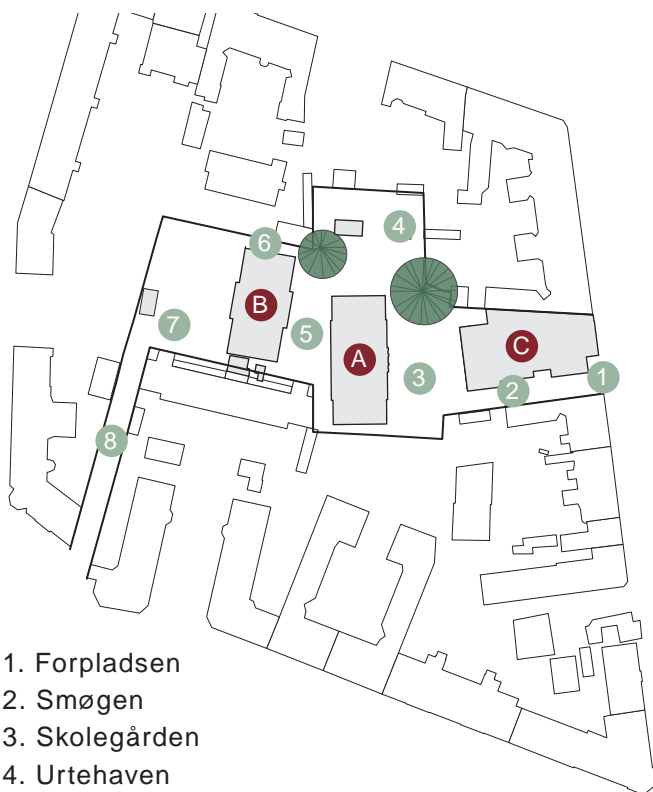 4
6
B
5
7
A
C
3
2
1
8
1. Forpladsen
2. Smøgen
3. Skolegården
4. Urtehaven